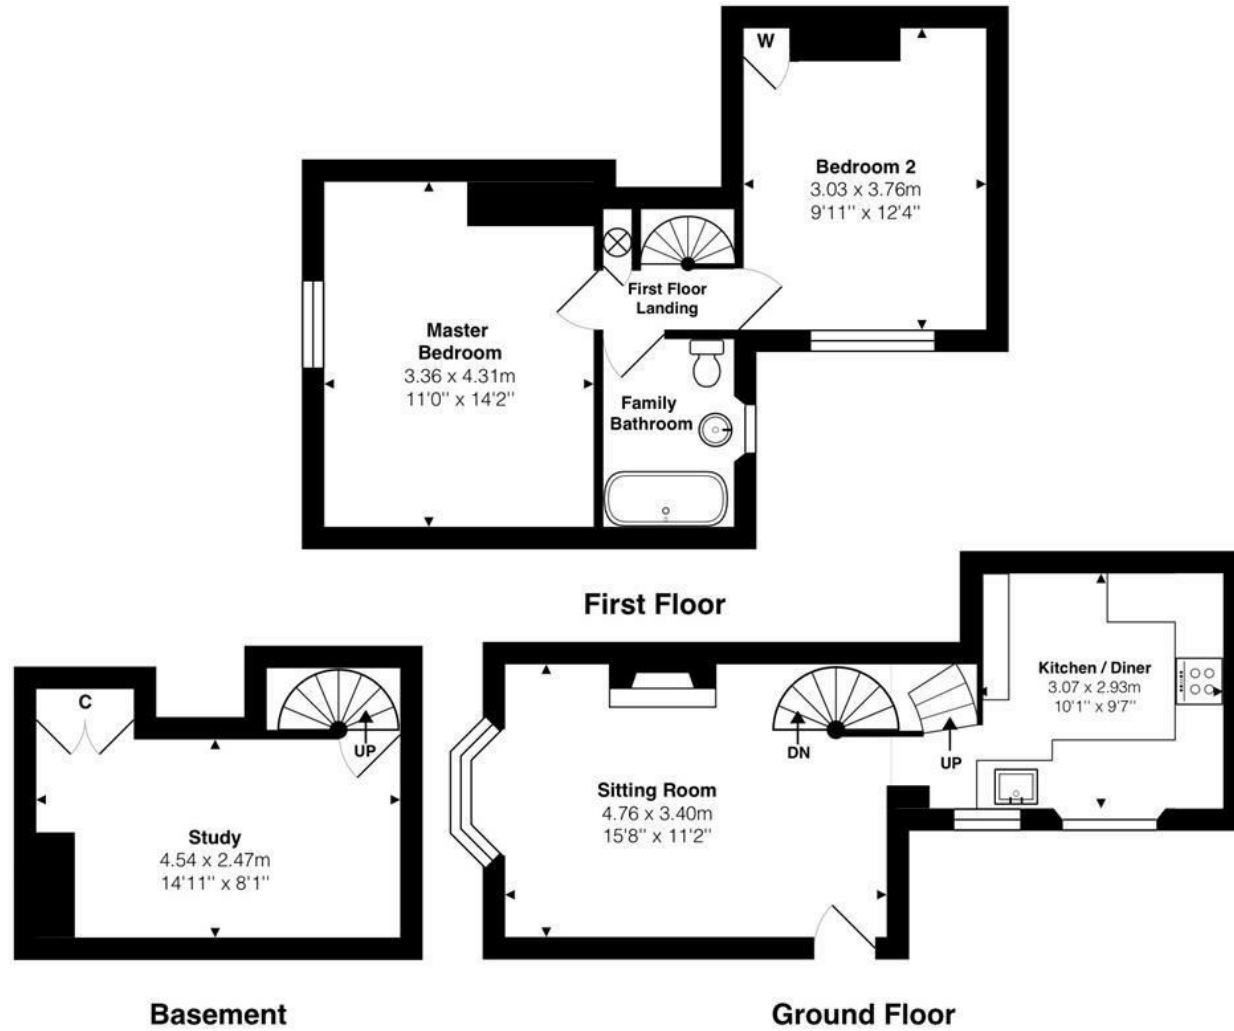 W
Bedroom 2
3.03 x 3.76m
9'11'' x 12'4''
First Floor
Landing
Master
Bedroom
3.36 x 4.31m
11'0'' x 14'2''
Family
Bathroom
First Floor
C
UP
Study
4.54 x 2.47m
14'11'' x 8'1''
Basement
Kitchen / Diner
3.07 x 2.93m
10'1'' x 9'7''
DN
UP
Sitting Room
4.76 x 3.40m
15'8'' x 11'2''
Ground Floor